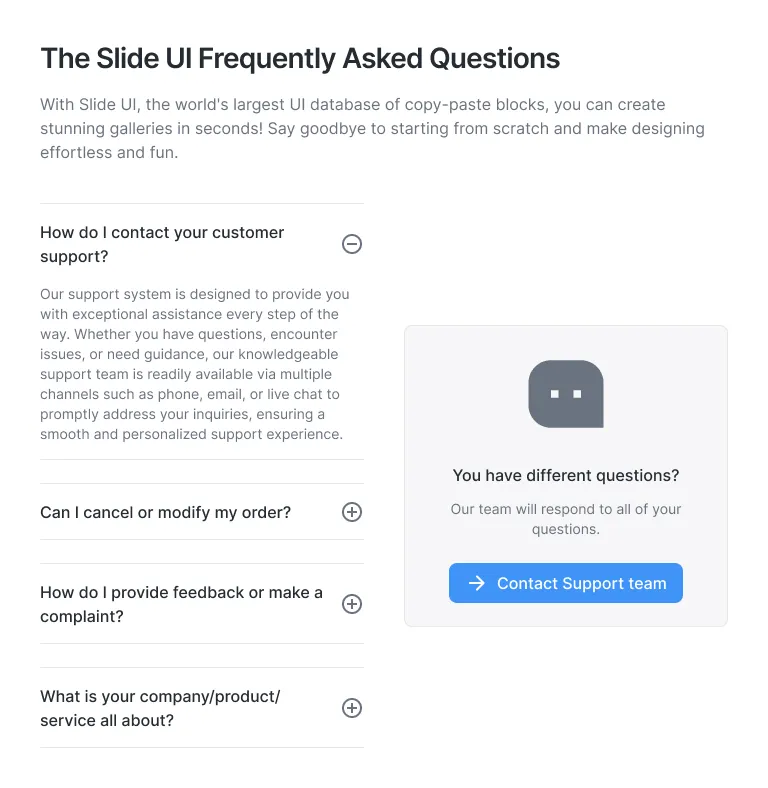 The Slide UI Frequently Asked Questions
With Slide UI, the world's largest UI database of copy-paste blocks, you can create
stunning galleries in seconds! Say goodbye to starting from scratch and make designing
effortless and fun.
How do I contact your customer
support?
Our support system is designed to provide you
with exceptional assistance every step of the
way. Whether you have questions, encounter
issues, or need guidance, our knowledgeable
support team is readily available via multiple
channels such as phone, email, or live chat to
promptly address your inquiries, ensuring a
smooth and personalized support experience.
Can I cancel or modify my order?
How do I provide feedback or make a
complaint?
What is your company/product/
service all about?
You have different questions?
Our team will respond to all of your
questions.
Contact Support team